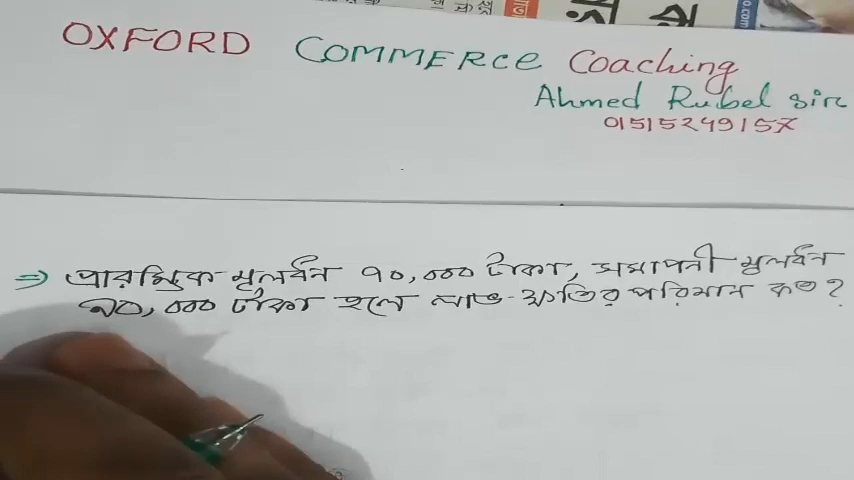 OXFORD COMMERCE Coaching
Ahmed Rubel sir
01515249157
=> প্রারম্ভিক মূলধন ৭০,০০০ টাকা, সমাপনী মূলধন
৯০,০০০ টাকা হলে লাভ-ক্ষতির পরিমান কত?